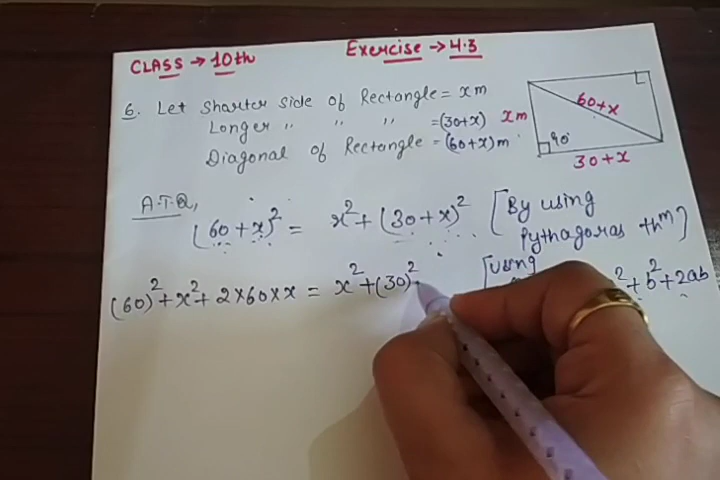 CLASS → 10th Exercise → 4.3
6. Let Sharter side of Rectangle = x m
Longer " " " = (30+x)
Diagonal of Rectangle = (60+x) m
x m
60+x
90°
30+x
A.T.Q,
(60+x)² = x² + (30+x)² [By using
Pythagoras thᵐ]
[using
(60)² + x² + 2×60×x = x² + (30)² ² + b² + 2ab